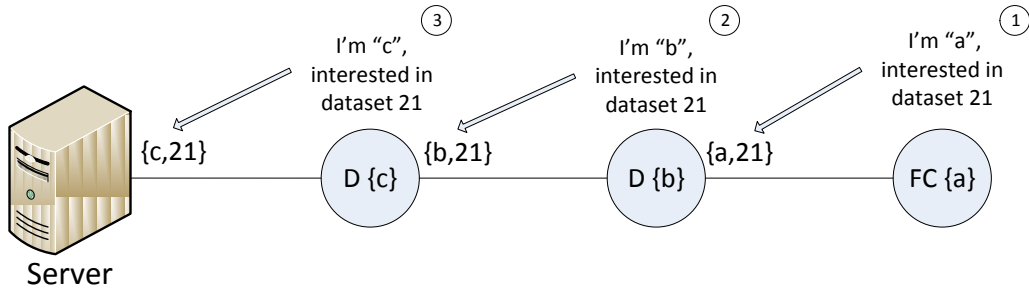 3
I'm "c",
interested in
dataset 21
2
I'm "b",
interested in
dataset 21
1
I'm "a",
interested in
dataset 21
{c,21}
D {c}
{b,21}
D {b}
{a,21}
FC {a}
Server